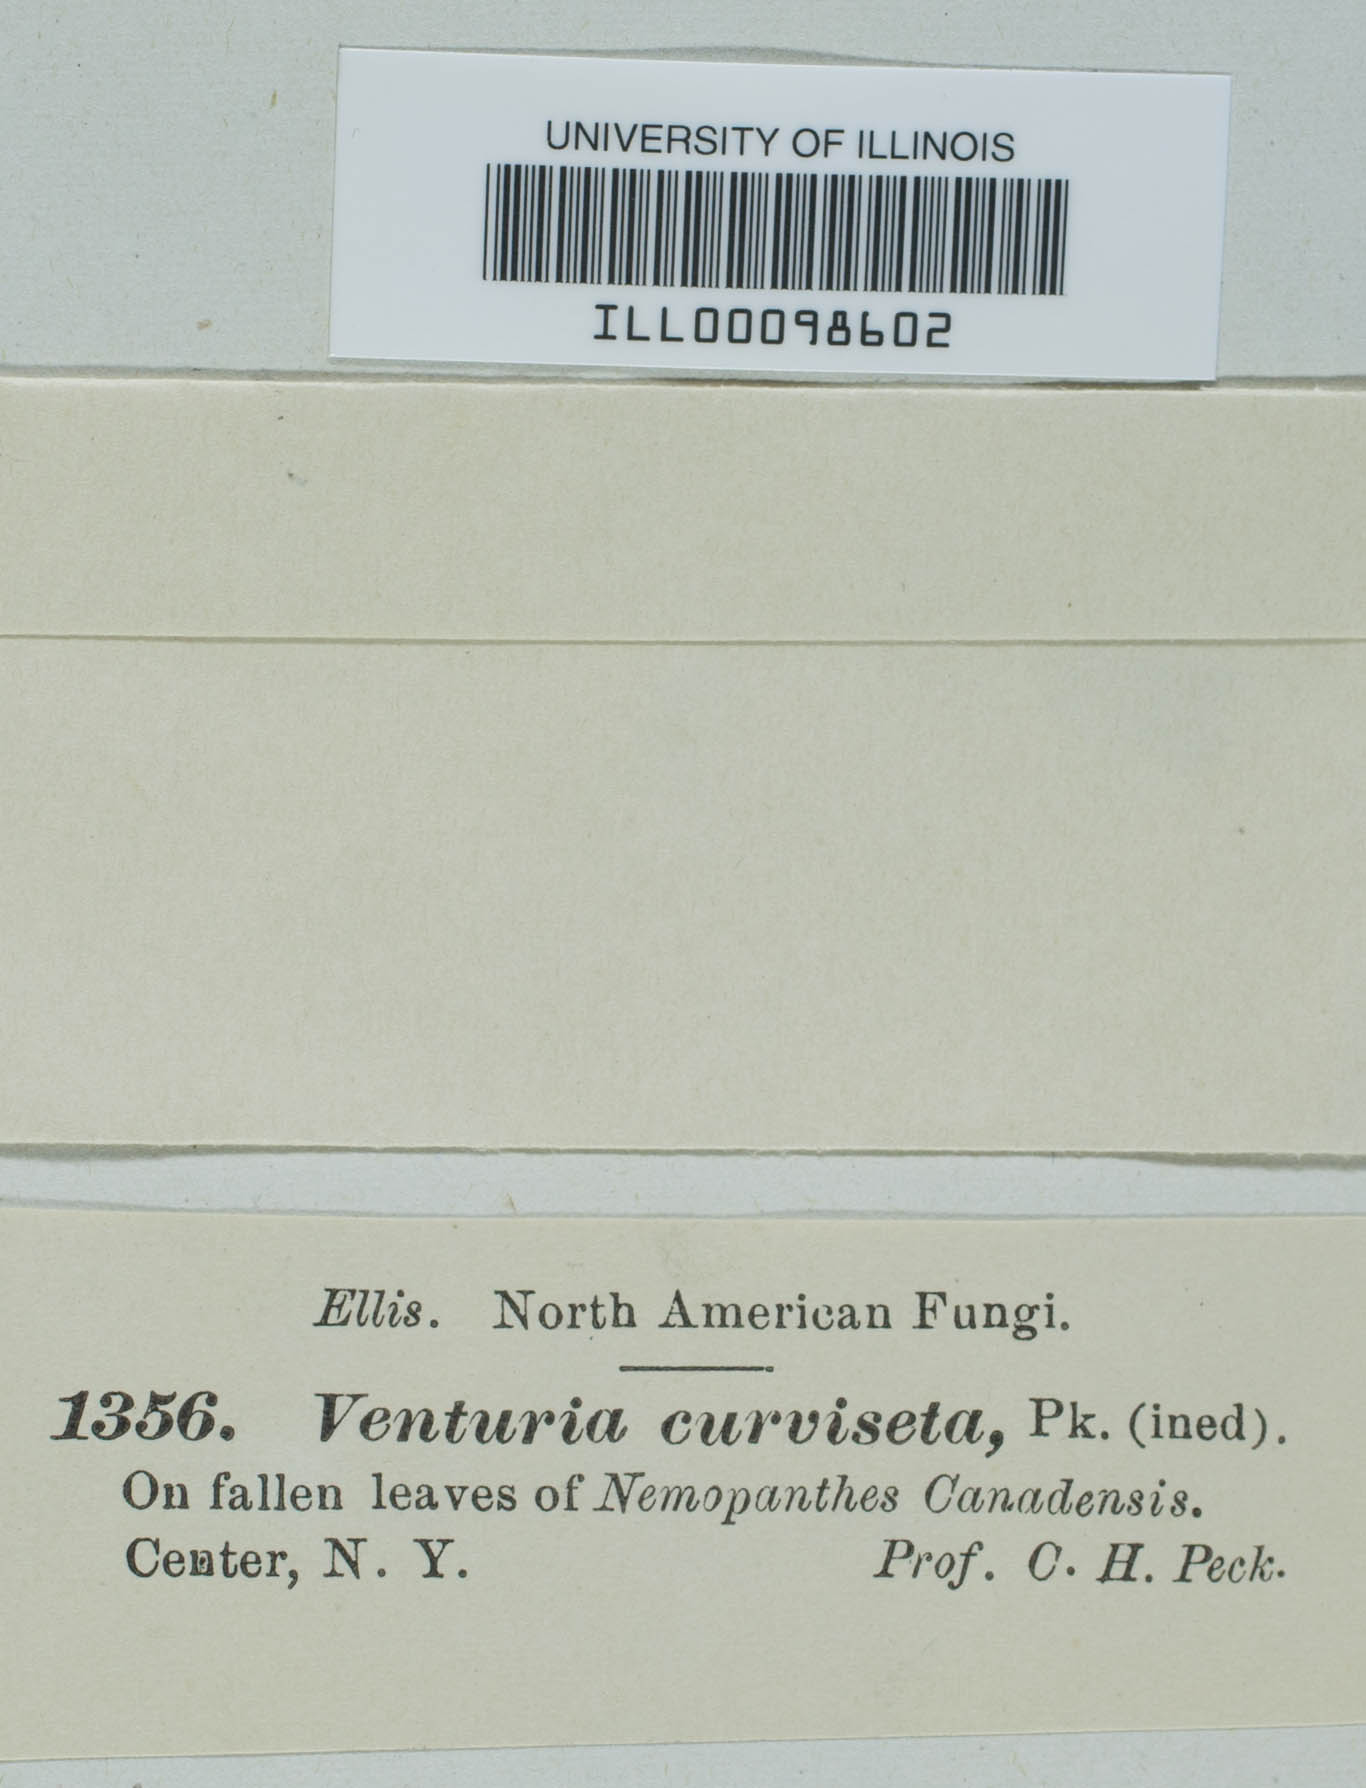 UNIVERSITY OF ILLINOIS
ILL00098602
Ellis. North American Fungi.
1356. Venturia curviseta, Pk. (ined).
On fallen leaves of Nemopanthes Canadensis.
Center, N. Y. Prof. C. H. Peck.